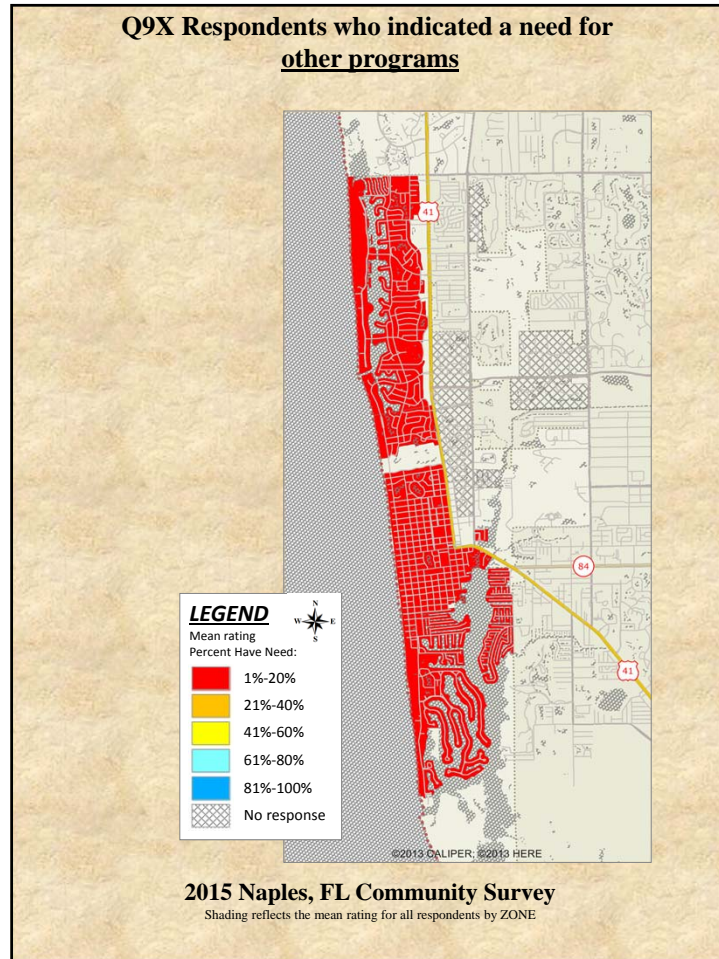 Q9X Respondents who indicated a need for
other programs
41
84
41
LEGEND
N
W E
S
Mean rating
Percent Have Need:
1%-20%
21%-40%
41%-60%
61%-80%
81%-100%
No response
©2013 CALIPER; ©2013 HERE
2015 Naples, FL Community Survey
Shading reflects the mean rating for all respondents by ZONE